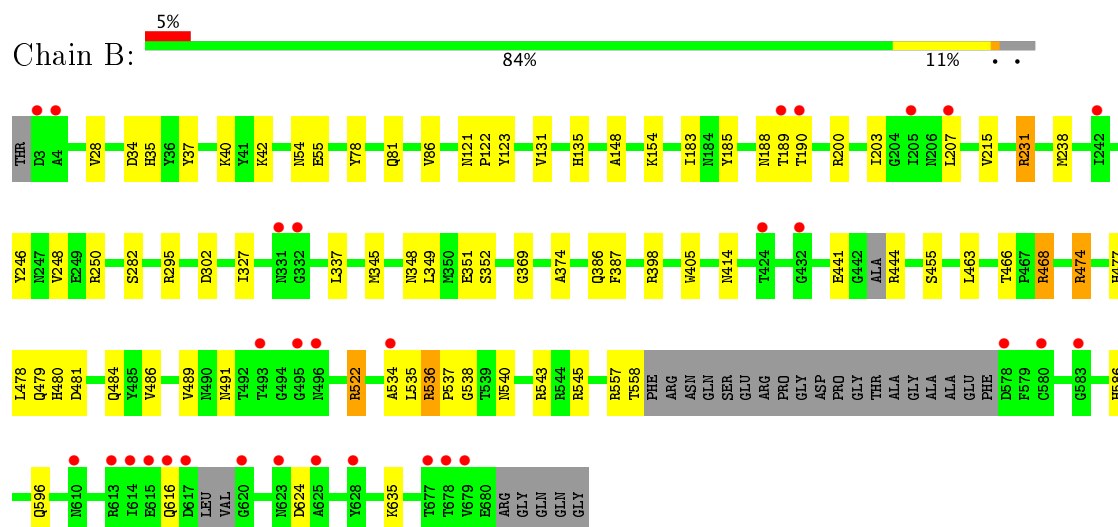 5%
Chain B:
84% 11% • •
THR D3 A4 V28 D34 H35 Y36 Y37 K40 Y41 K42 N54 E55 Y78 Q81 V86 N121 P122 Y123 V131 H135 A148 K154 I183 N184 Y185 N188 T189 T190 R200 I203 G204 I205 N206 L207 V215 R231 M238 I242
Y246 N247 V248 E249 R250 S282 R295 D302 I327 N331 G332 L337 M345 N348 L349 M350 E351 S352 G369 A374 Q386 F387 R398 W405 N414 T424 G432 E441 G442 ALA R444 S455 L463 T466 P467 R468 R474 H477
L478 Q479 H480 D481 Q484 Y485 V486 V489 N490 N491 T492 T493 G494 G495 N496 R522 A534 L535 R536 P537 G538 T539 N540 R543 R544 R545 R557 T558 PHE ARG ASN GLN SER GLU ARG PRO GLY ASP PRO GLY THR ALA GLY ALA ALA GLU PHE D578 F579 C580 G583 H586
Q596 N610 R613 I614 E615 Q616 D617 LEU VAL G620 N623 D624 A625 Y628 K635 T677 T678 V679 E680 ARG GLY GLN GLN GLY